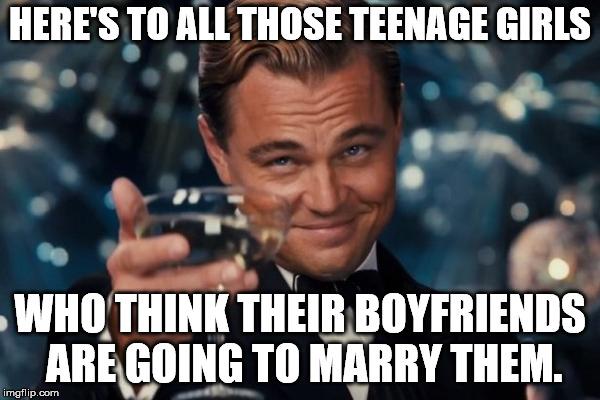 HERE'S TO ALL THOSE TEENAGE GIRLS
WHO THINK THEIR BOYFRIENDS
ARE GOING TO MARRY THEM.
imgflip.com